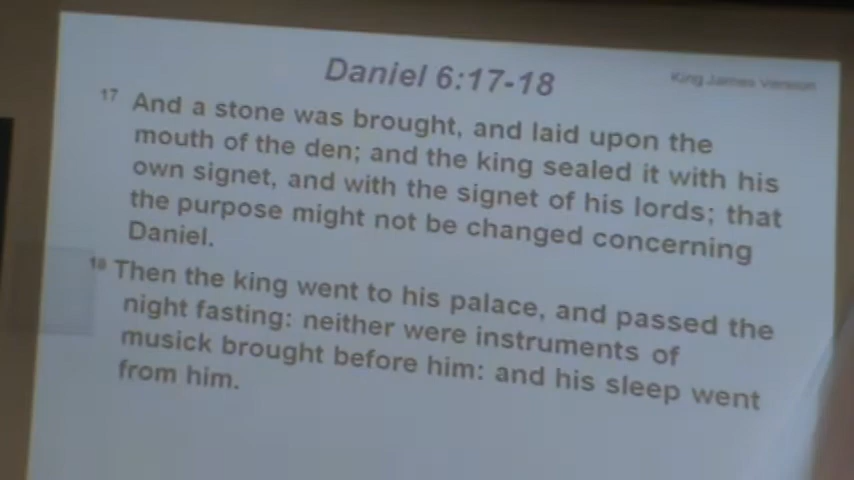 Daniel 6:17-18
King James Version
17 And a stone was brought, and laid upon the
mouth of the den; and the king sealed it with his
own signet, and with the signet of his lords; that
the purpose might not be changed concerning
Daniel.
18 Then the king went to his palace, and passed the
night fasting: neither were instruments of
musick brought before him: and his sleep went
from him.